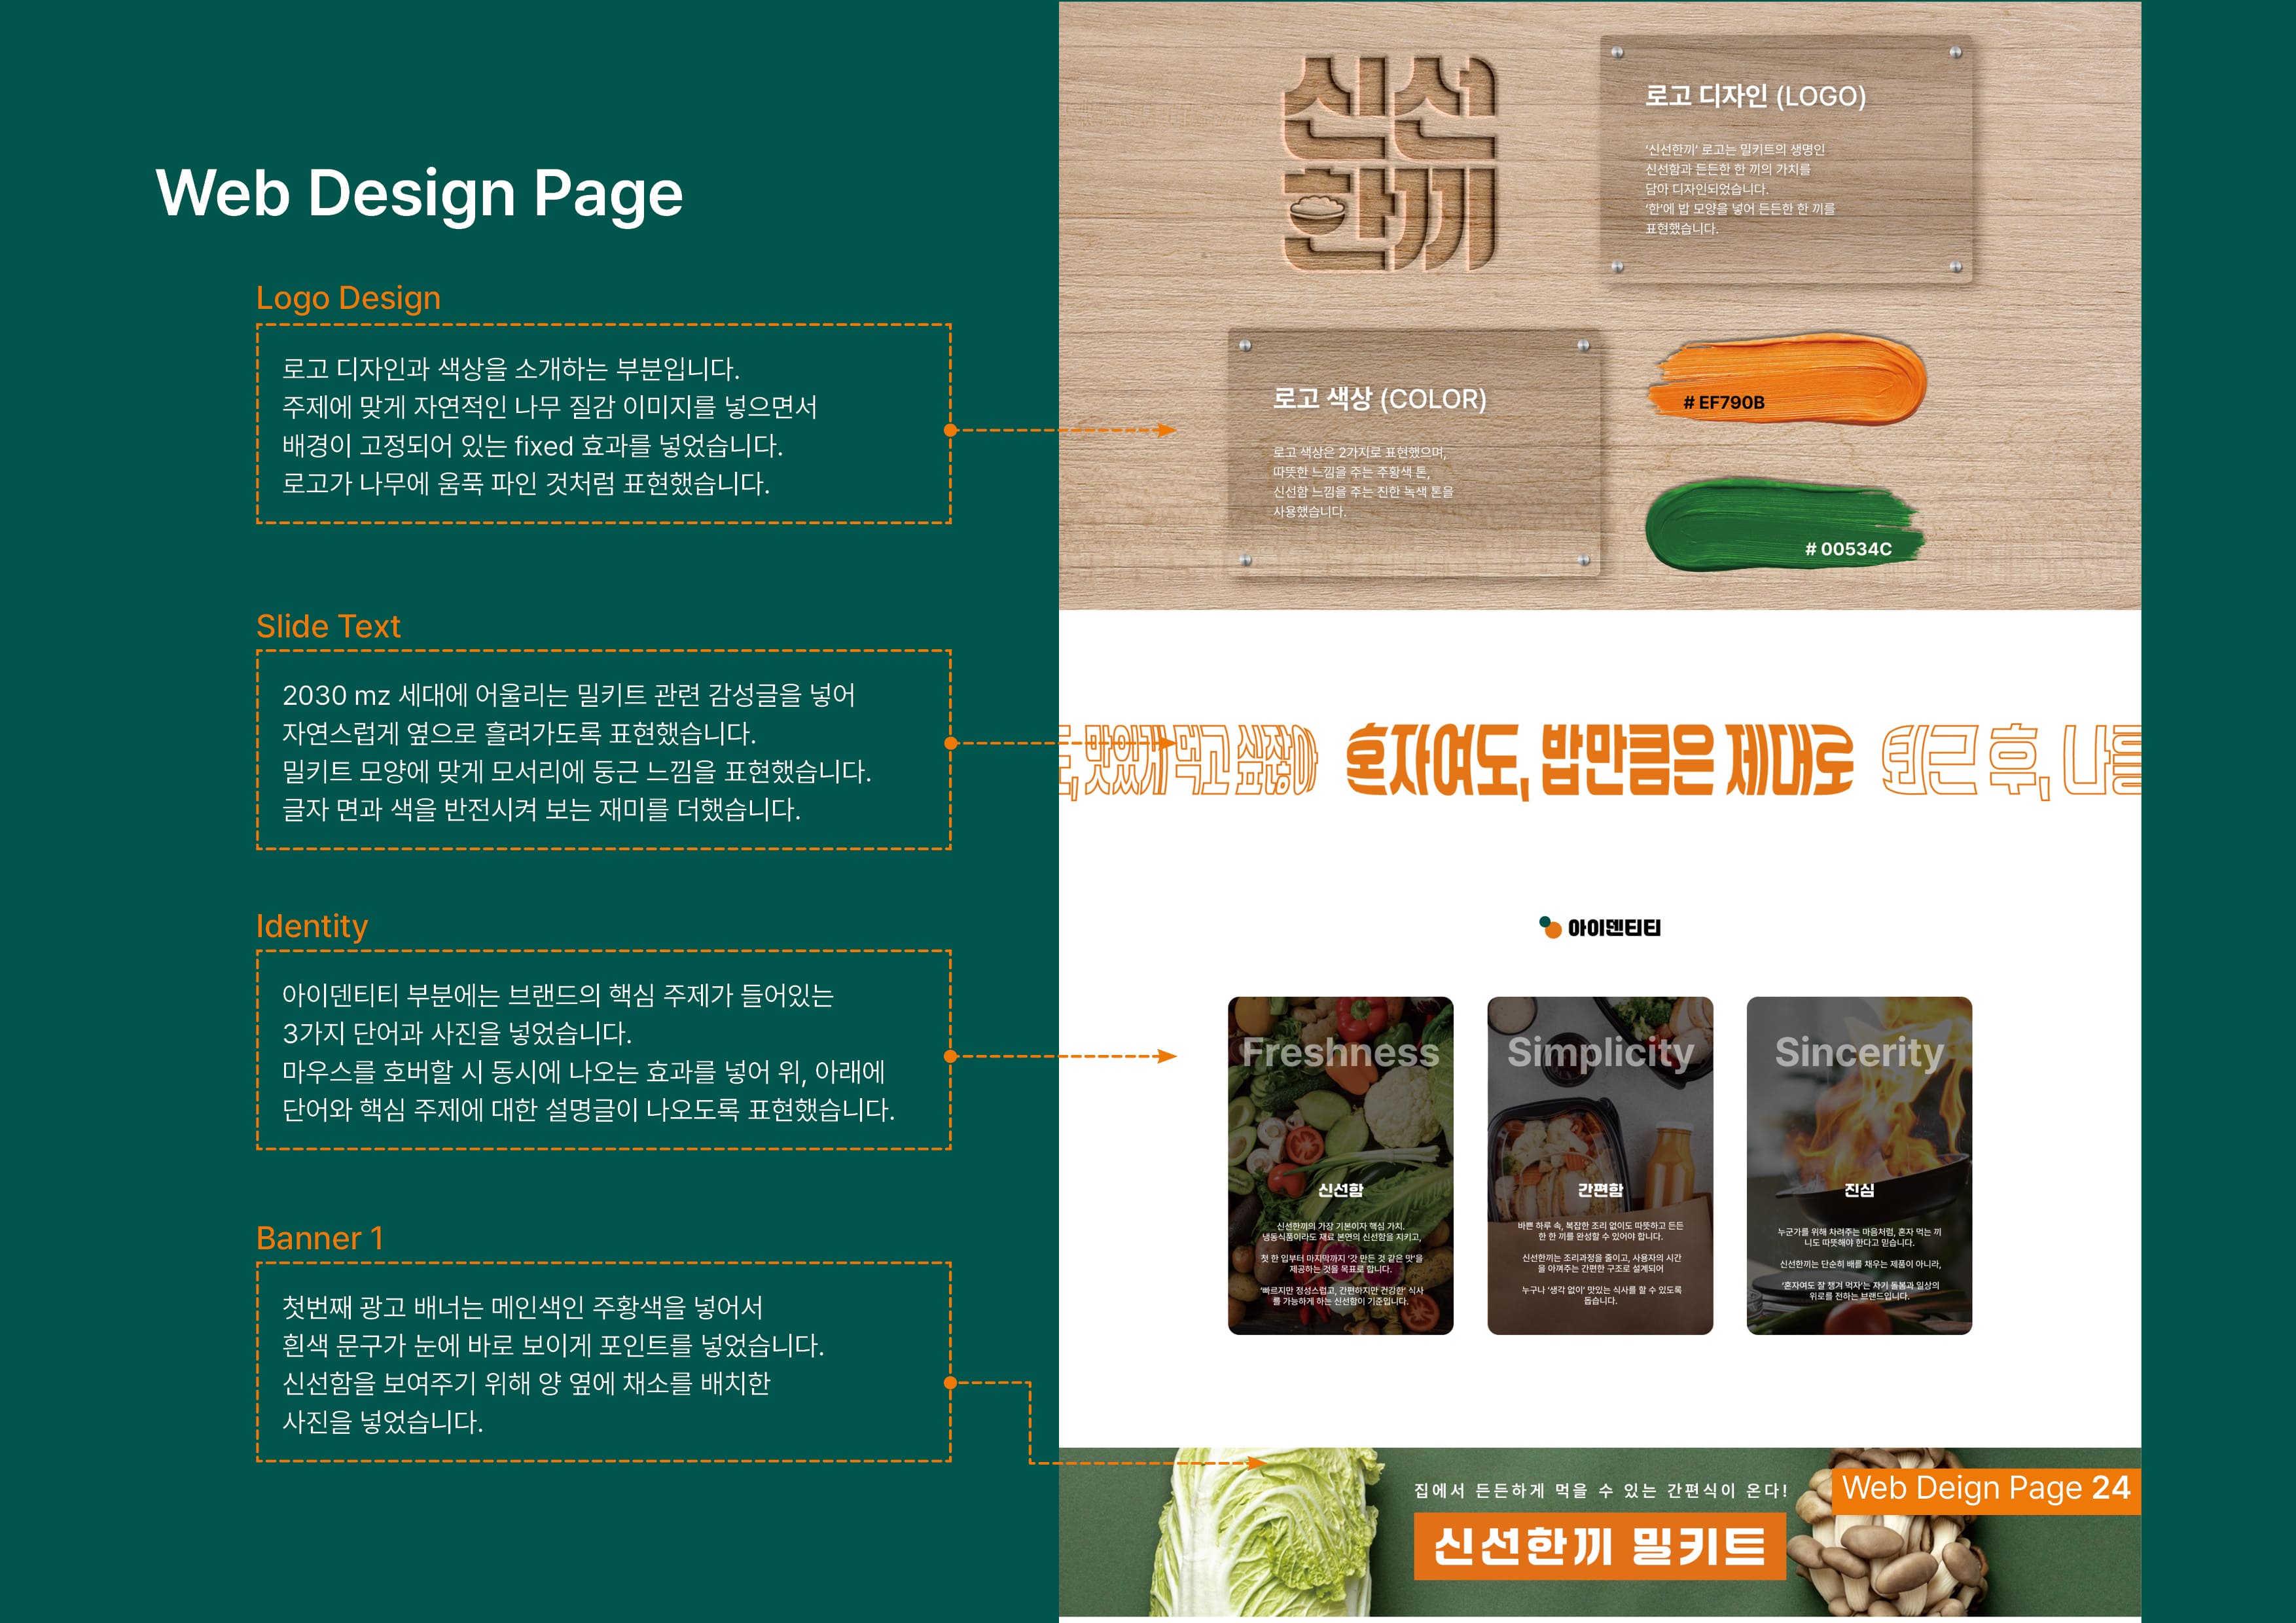 Web Design Page
Logo Design
로고 디자인과 색상을 소개하는 부분입니다.
주제에 맞게 자연적인 나무 질감 이미지를 넣으면서
배경이 고정되어 있는 fixed 효과를 넣었습니다.
로고가 나무에 움푹 파인 것처럼 표현했습니다.
Slide Text
2030 mz 세대에 어울리는 밀키트 관련 감성글을 넣어
자연스럽게 옆으로 흘러가도록 표현했습니다.
밀키트 모양에 맞게 모서리에 둥근 느낌을 표현했습니다.
글자 면과 색을 반전시켜 보는 재미를 더했습니다.
Identity
아이덴티티 부분에는 브랜드의 핵심 주제가 들어있는
3가지 단어과 사진을 넣었습니다.
마우스를 호버할 시 동시에 나오는 효과를 넣어 위, 아래에
단어와 핵심 주제에 대한 설명글이 나오도록 표현했습니다.
Banner 1
첫번째 광고 배너는 메인색인 주황색을 넣어서
흰색 문구가 눈에 바로 보이게 포인트를 넣었습니다.
신선함을 보여주기 위해 양 옆에 채소를 배치한
사진을 넣었습니다.
신선
한끼
로고 디자인 (LOGO)
‘신선한끼’ 로고는 밀키트의 생명인
신선함과 든든한 한 끼의 가치를
담아 디자인되었습니다.
‘한’에 밥 모양을 넣어 든든한 한 끼를
표현했습니다.
로고 색상 (COLOR)
로고 색상은 2가지로 표현했으며,
따뜻한 느낌을 주는 주황색 톤,
신선함 느낌을 주는 진한 녹색 톤을
사용했습니다.
# EF790B
# 00534C
도, 맛있게 먹고 싶잖아 혼자여도, 밥만큼은 제대로 퇴근 후, 나를
아이덴티티
Freshness
신선함
신선한끼의 가장 기본이자 핵심 가치.
냉동식품이라도 재료 본연의 신선함을 지키고,
첫 한 입부터 마지막까지 ‘갓 만든 것 같은 맛’을
제공하는 것을 목표로 합니다.
‘빠르지만 정성스럽고, 간편하지만 건강한’ 식사
를 가능하게 하는 신선함이 기준입니다.
Simplicity
간편함
바쁜 하루 속, 복잡한 조리 없이도 따뜻하고 든든
한 한 끼를 완성할 수 있어야 합니다.
신선한끼는 조리과정을 줄이고, 사용자의 시간
을 아껴주는 간편한 구조로 설계되어
누구나 ‘생각 없이’ 맛있는 식사를 할 수 있도록
돕습니다.
Sincerity
진심
누군가를 위해 차려주는 마음처럼, 혼자 먹는 끼
니도 따뜻해야 한다고 믿습니다.
신선한끼는 단순히 배를 채우는 제품이 아니라,
‘혼자여도 잘 챙겨 먹자’는 자기 돌봄과 일상의
위로를 전하는 브랜드입니다.
집에서 든든하게 먹을 수 있는 간편식이 온다!
신선한끼 밀키트
Web Deign Page 24